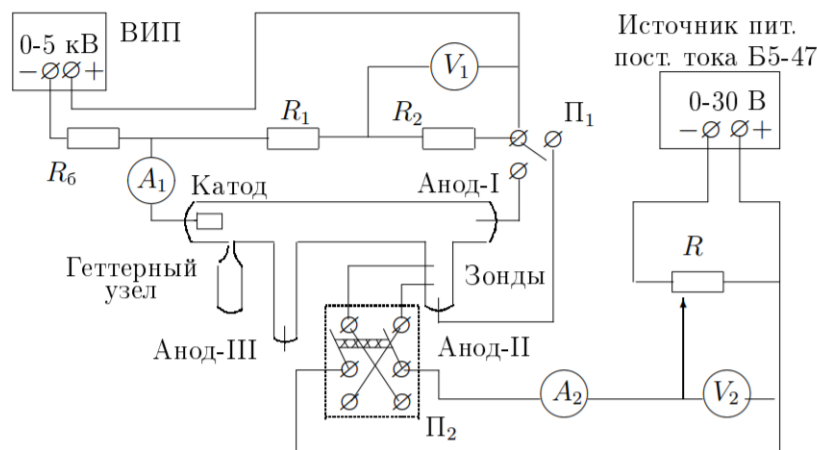 ВИП
0-5 кВ
− +
V₁
R₁
R₂
П₁
Rб
A₁
Катод
Анод-I
Геттерный
узел
Зонды
Анод-III
Анод-II
П₂
Источник пит.
пост. тока Б5-47
0-30 В
− +
R
A₂
V₂